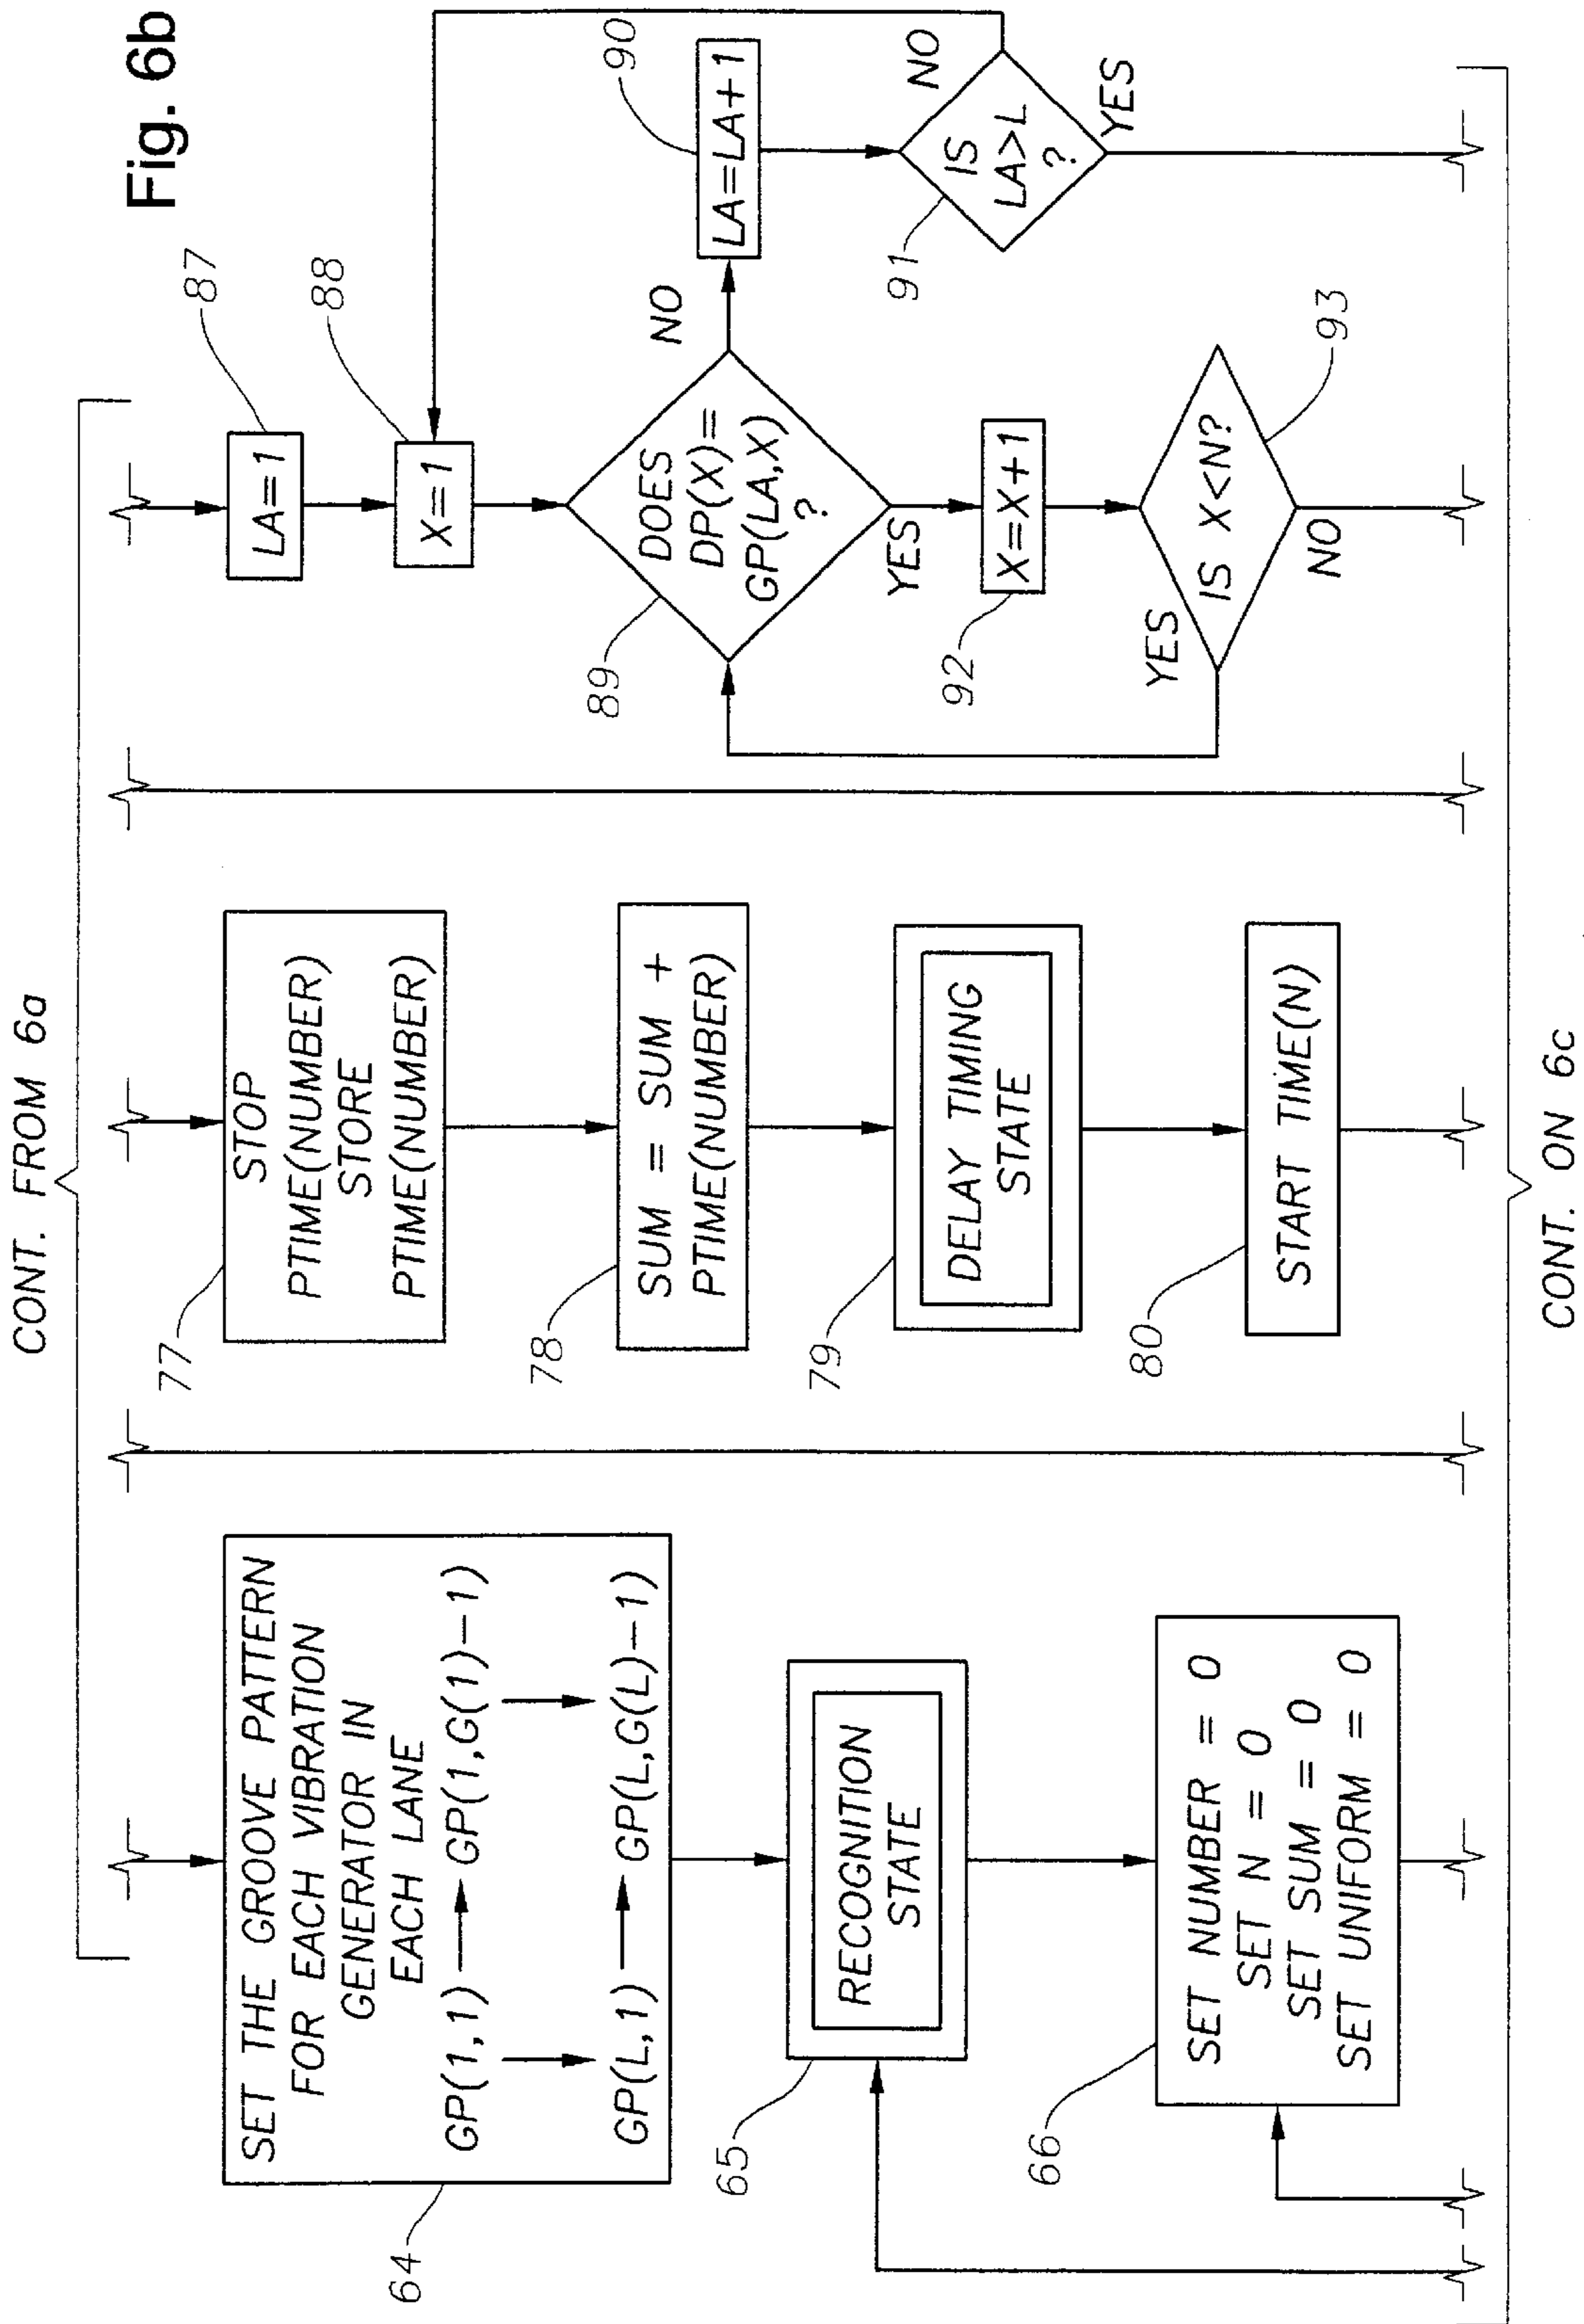 Fig. 6b
CONT. FROM 6a
SET THE GROOVE PATTERN
FOR EACH VIBRATION
GENERATOR IN
EACH LANE
GP(1,1) GP(1,G(1)-1)
GP(L,1) GP(L,G(L)-1)
64
RECOGNITION
STATE
65
SET NUMBER = 0
SET N = 0
SET SUM = 0
SET UNIFORM = 0
66
STOP
PTIME(NUMBER)
STORE
PTIME(NUMBER)
77
SUM = SUM +
PTIME(NUMBER)
78
DELAY TIMING
STATE
79
START TIME(N)
80
LA=1
87
X=1
88
DOES
DP(X)=
GP(LA,X)
?
89
NO
YES
LA=LA+1
90
IS
LA>L
?
91
NO
YES
X=X+1
92
IS X<N?
93
YES
NO
CONT. ON 6c